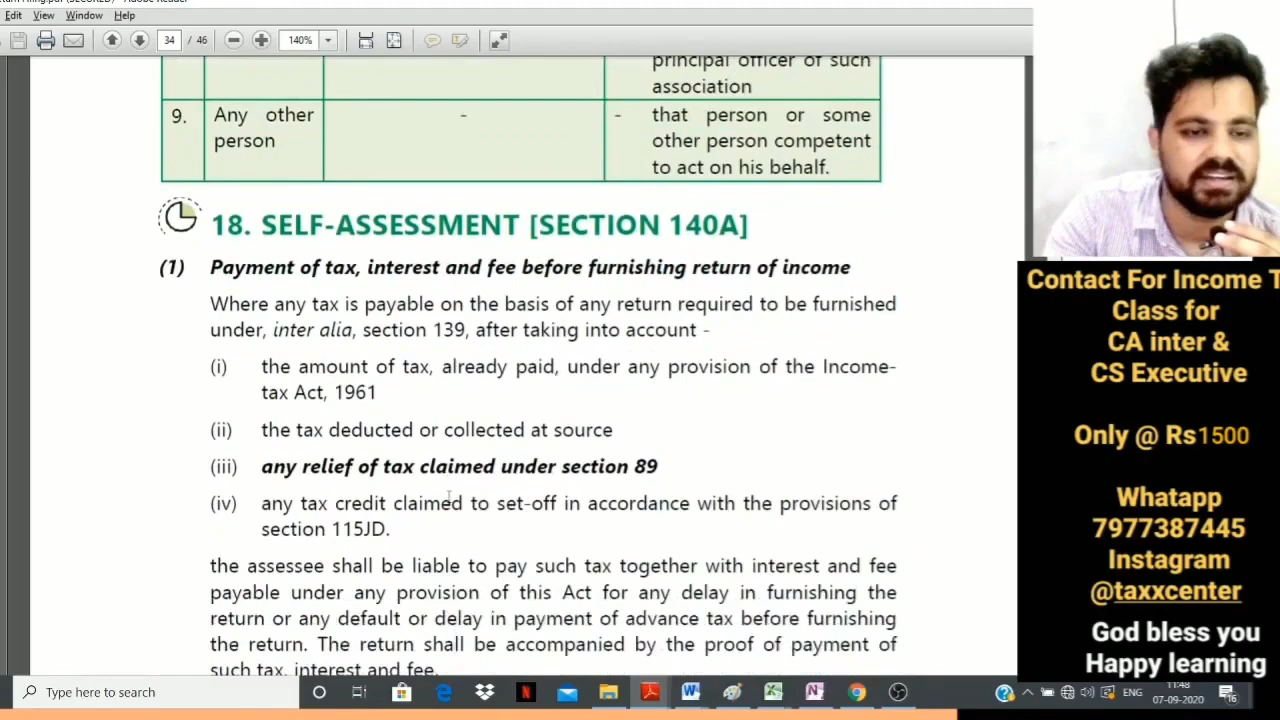 Edit View Window Help
34 / 46 140%
principal officer of such
association
9. Any other person - - that person or some
other person competent
to act on his behalf.
18. SELF-ASSESSMENT [SECTION 140A]
(1) Payment of tax, interest and fee before furnishing return of income
Where any tax is payable on the basis of any return required to be furnished
under, inter alia, section 139, after taking into account -
(i) the amount of tax, already paid, under any provision of the Income-
tax Act, 1961
(ii) the tax deducted or collected at source
(iii) any relief of tax claimed under section 89
(iv) any tax credit claimed to set-off in accordance with the provisions of
section 115JD.
the assessee shall be liable to pay such tax together with interest and fee
payable under any provision of this Act for any delay in furnishing the
return or any default or delay in payment of advance tax before furnishing
the return. The return shall be accompanied by the proof of payment of
such tax, interest and fee.
Contact For Income T
Class for
CA inter &
CS Executive
Only @ Rs1500
Whatapp
7977387445
Instagram
@taxxcenter
God bless you
Happy learning
Type here to search
ENG
11:48
07-09-2020
16